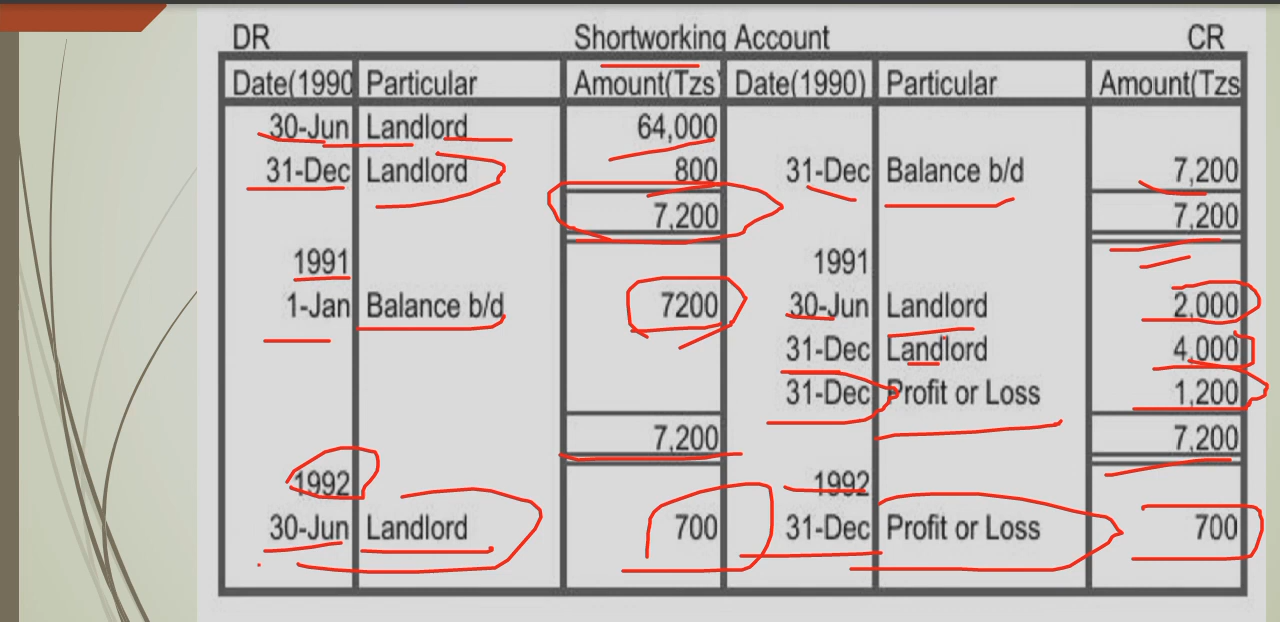 DR Shortworking Account CR
Date(1990 Particular Amount(Tzs) Date(1990) Particular Amount(Tzs
30-Jun Landlord 64,000
31-Dec Landlord 800 31-Dec Balance b/d 7,200
7,200 7,200
1991 1991
1-Jan Balance b/d 7200 30-Jun Landlord 2,000
31-Dec Landlord 4,000
31-Dec Profit or Loss 1,200
7,200 7,200
1992 1992
30-Jun Landlord 700 31-Dec Profit or Loss 700